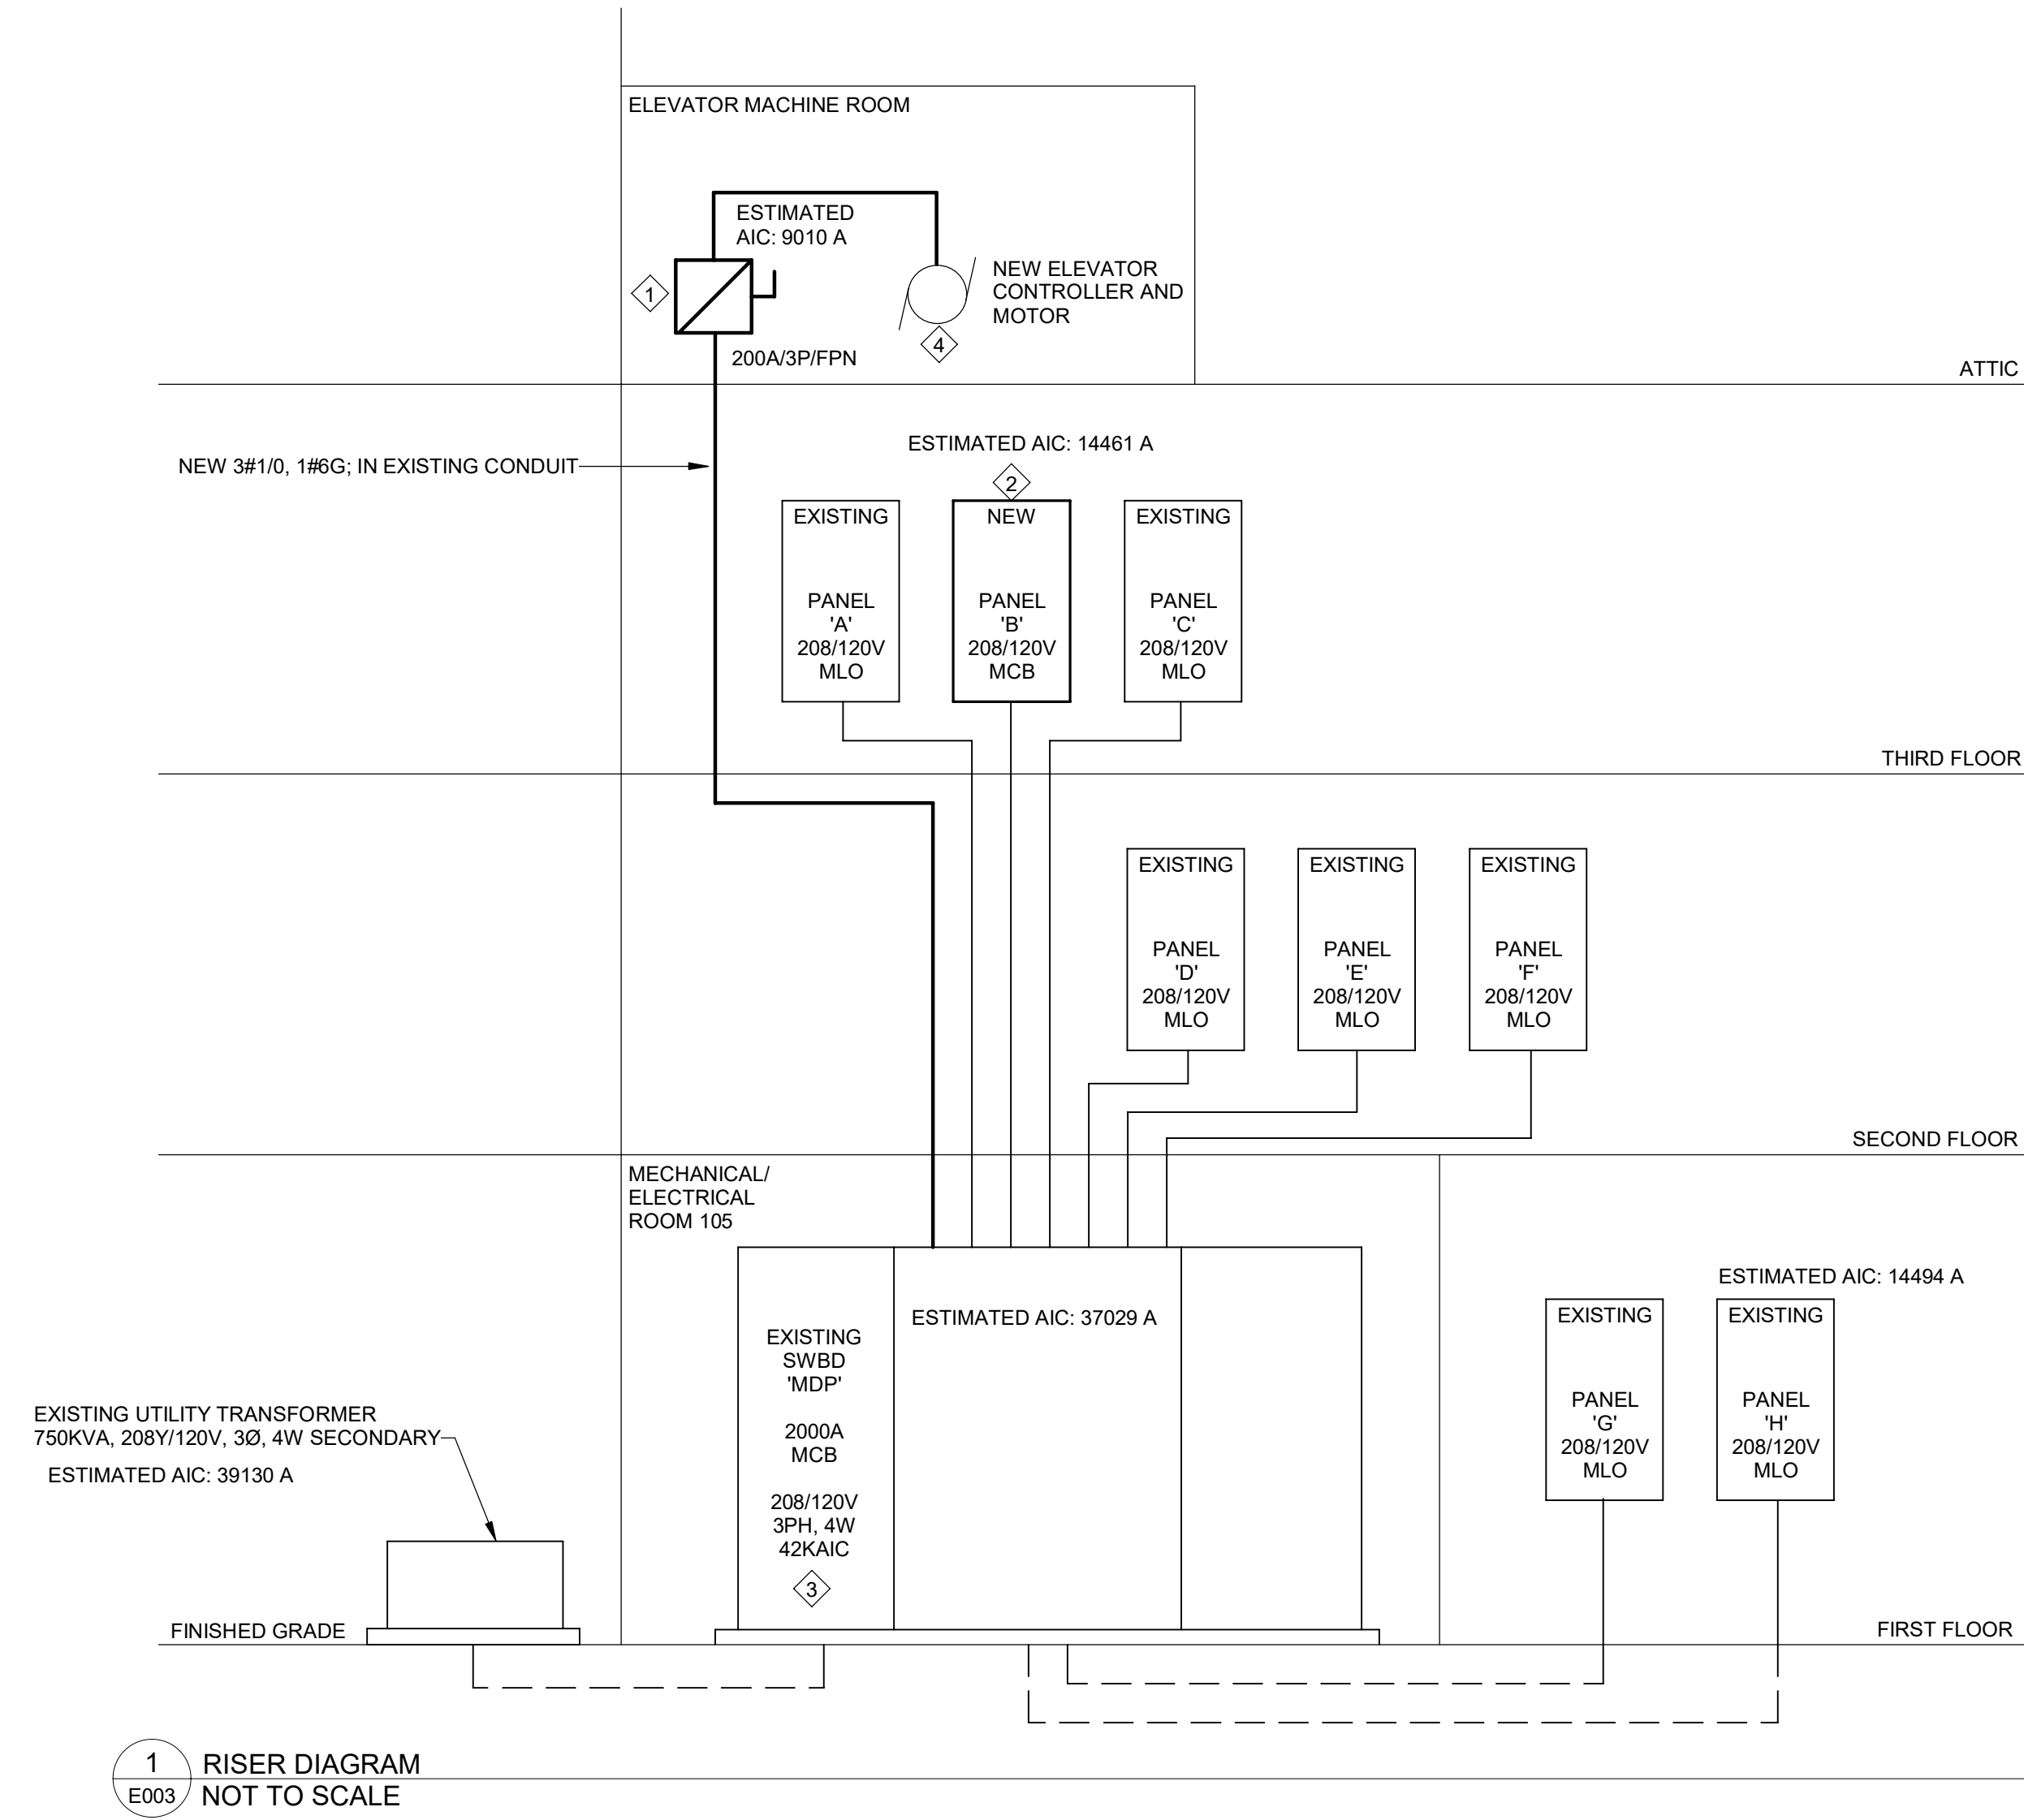 ELEVATOR MACHINE ROOM
ESTIMATED
AIC: 9010 A
1
NEW ELEVATOR
CONTROLLER AND
MOTOR
4
200A/3P/FPN
ATTIC
ESTIMATED AIC: 14461 A
NEW 3#1/0, 1#6G; IN EXISTING CONDUIT
2
EXISTING
PANEL
'A'
208/120V
MLO
NEW
PANEL
'B'
208/120V
MCB
EXISTING
PANEL
'C'
208/120V
MLO
THIRD FLOOR
EXISTING
PANEL
'D'
208/120V
MLO
EXISTING
PANEL
'E'
208/120V
MLO
EXISTING
PANEL
'F'
208/120V
MLO
SECOND FLOOR
MECHANICAL/
ELECTRICAL
ROOM 105
EXISTING
SWBD
'MDP'
2000A
MCB
208/120V
3PH, 4W
42KAIC
3
ESTIMATED AIC: 37029 A
ESTIMATED AIC: 14494 A
EXISTING
PANEL
'G'
208/120V
MLO
EXISTING
PANEL
'H'
208/120V
MLO
EXISTING UTILITY TRANSFORMER
750KVA, 208Y/120V, 3Ø, 4W SECONDARY
ESTIMATED AIC: 39130 A
FINISHED GRADE
FIRST FLOOR
1
E003
RISER DIAGRAM
NOT TO SCALE